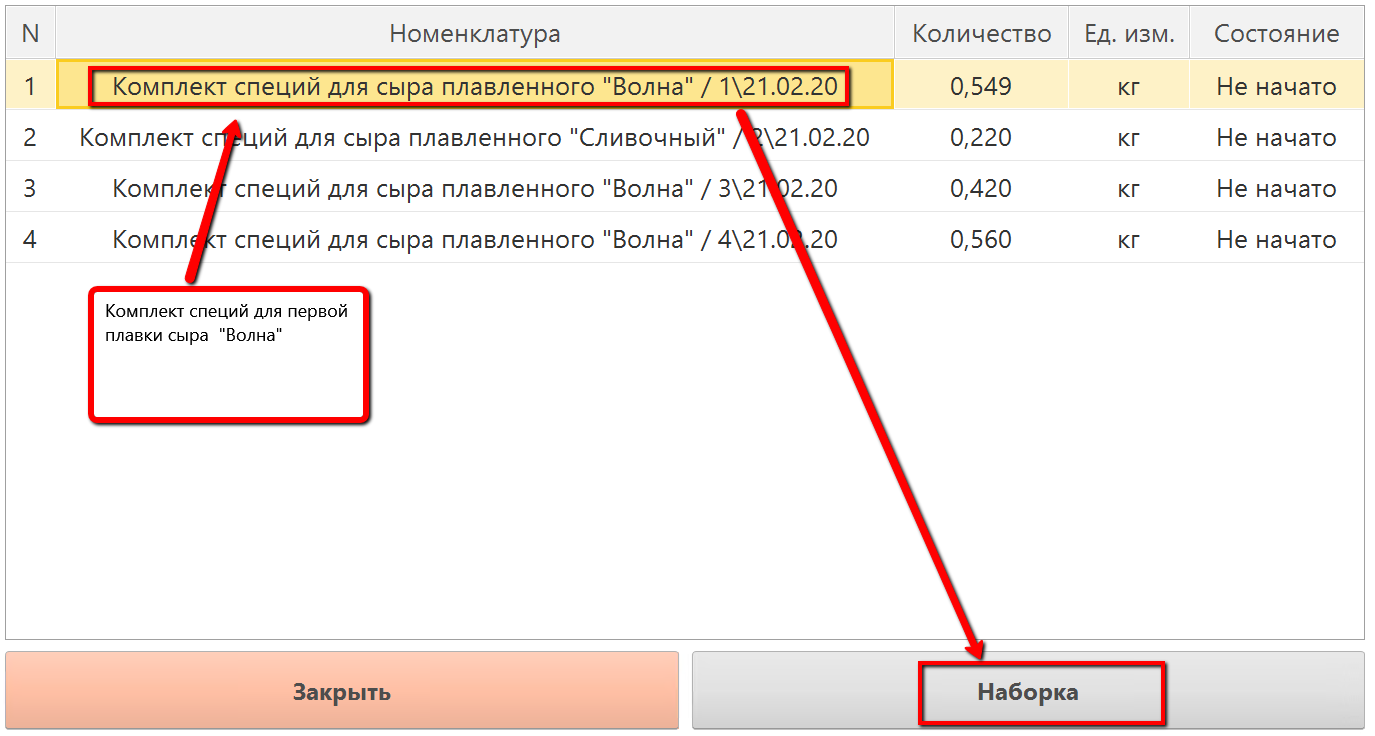 N Номенклатура Количество Ед. изм. Состояние
1 Комплект специй для сыра плавленного "Волна" / 1\21.02.20 0,549 кг Не начато
2 Комплект специй для сыра плавленного "Сливочный" / 2\21.02.20 0,220 кг Не начато
3 Комплект специй для сыра плавленного "Волна" / 3\21.02.20 0,420 кг Не начато
4 Комплект специй для сыра плавленного "Волна" / 4\21.02.20 0,560 кг Не начато
Комплект специй для первой
плавки сыра "Волна"
Закрыть Наборка